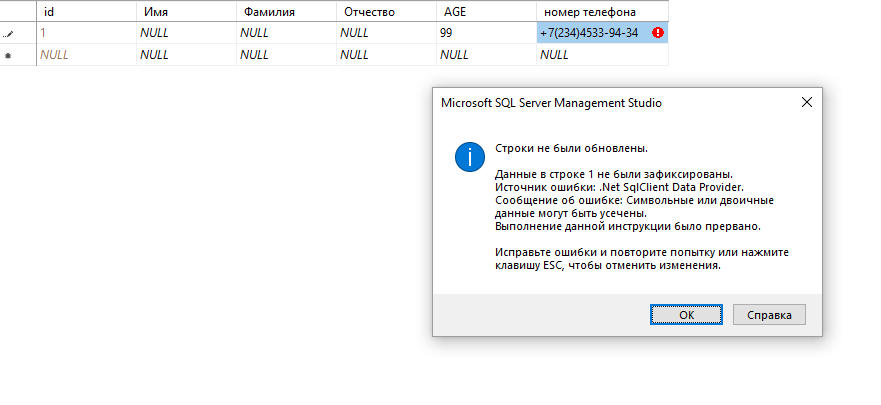 id Имя Фамилия Отчество AGE номер телефона
1 NULL NULL NULL 99 +7(234)4533-94-34
NULL NULL NULL NULL NULL NULL
Microsoft SQL Server Management Studio
Строки не были обновлены.
Данные в строке 1 не были зафиксированы.
Источник ошибки: .Net SqlClient Data Provider.
Сообщение об ошибке: Символьные или двоичные
данные могут быть усечены.
Выполнение данной инструкции было прервано.
Исправьте ошибки и повторите попытку или нажмите
клавишу ESC, чтобы отменить изменения.
OK Справка